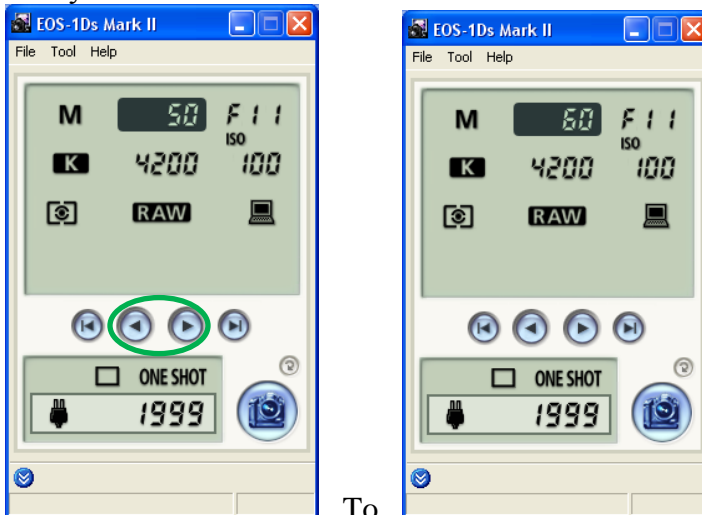 EOS-1Ds Mark II
File Tool Help
M 50 F11
ISO
K 4200 100
RAW
ONE SHOT
1999
To
EOS-1Ds Mark II
File Tool Help
M 60 F11
ISO
K 4200 100
RAW
ONE SHOT
1999